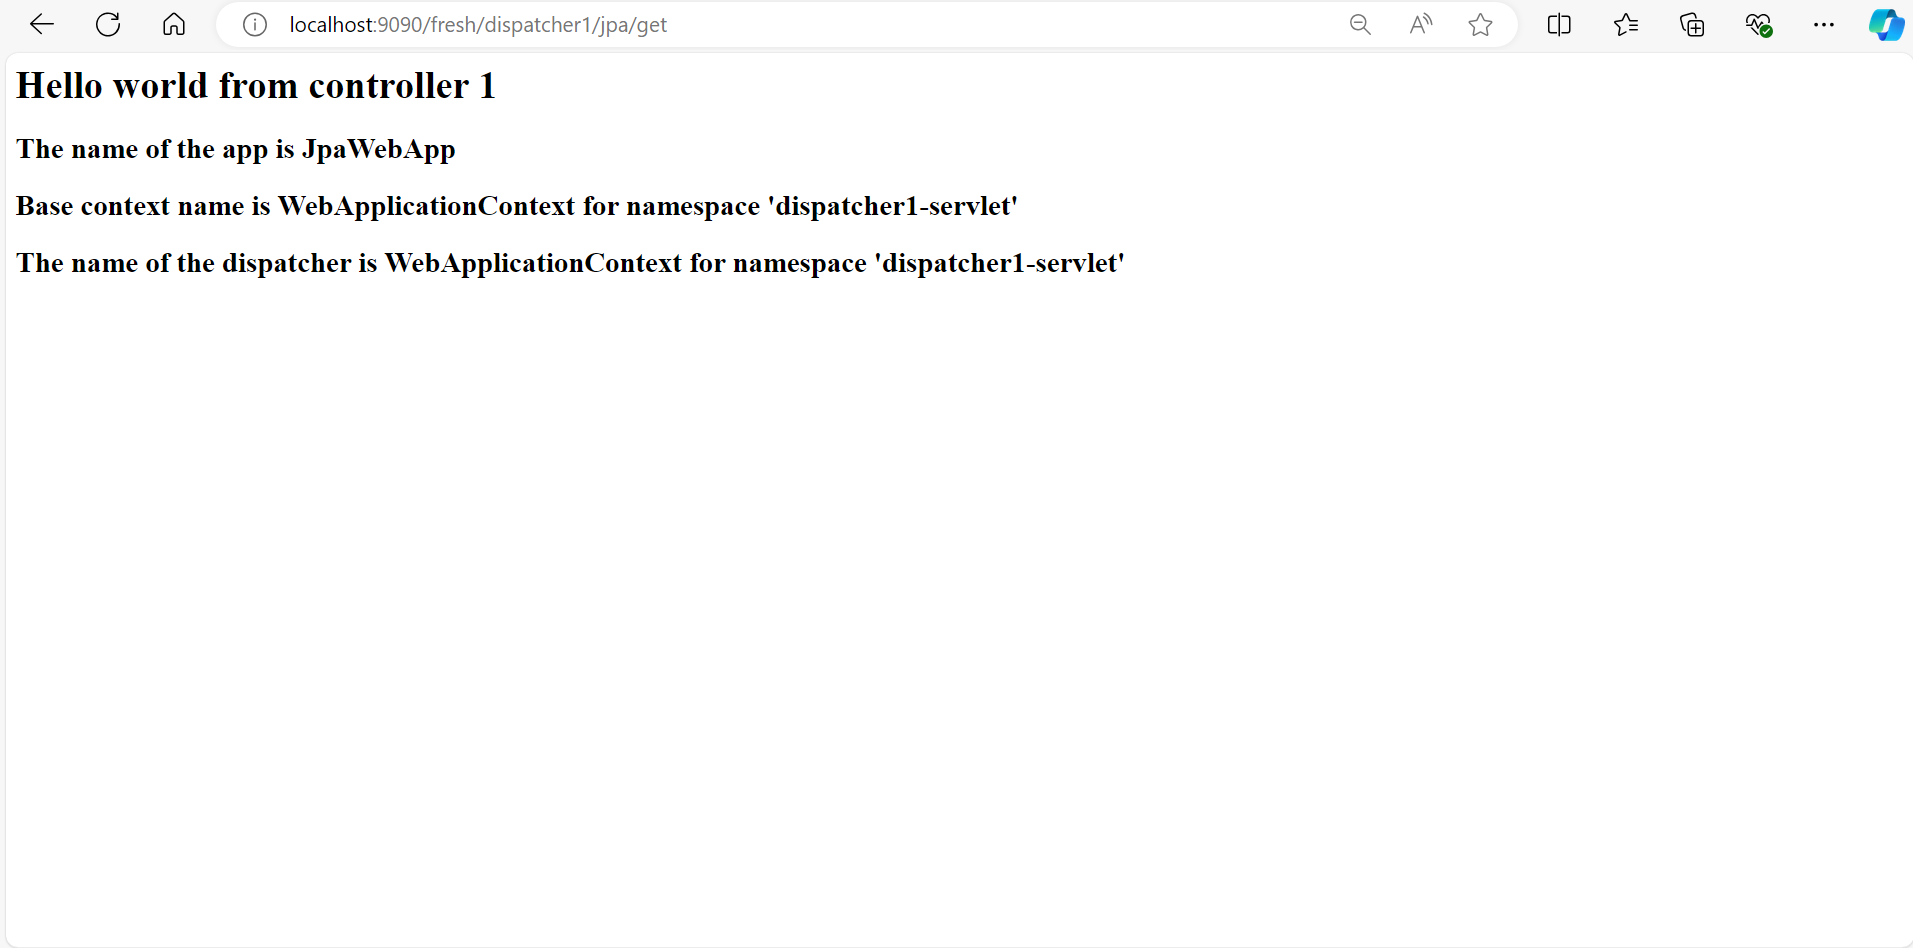 localhost:9090/fresh/dispatcher1/jpa/get
Hello world from controller 1
The name of the app is JpaWebApp
Base context name is WebApplicationContext for namespace 'dispatcher1-servlet'
The name of the dispatcher is WebApplicationContext for namespace 'dispatcher1-servlet'